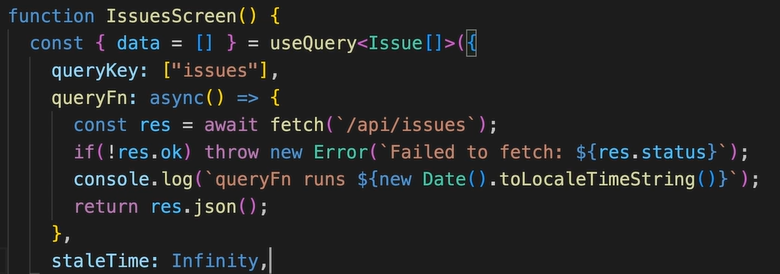 function IssuesScreen() {
const { data = [] } = useQuery<Issue[]>({
queryKey: ["issues"],
queryFn: async() => {
const res = await fetch(`/api/issues`);
if(!res.ok) throw new Error(`Failed to fetch: ${res.status}`);
console.log(`queryFn runs ${new Date().toLocaleTimeString()}`);
return res.json();
},
staleTime: Infinity,